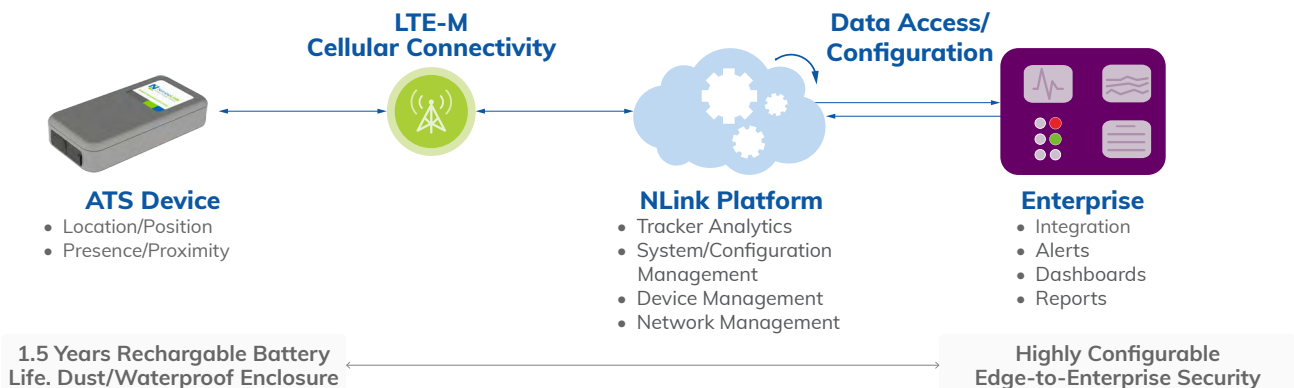 LTE-M
Cellular Connectivity
Data Access/
Configuration
ATS Device
• Location/Position
• Presence/Proximity
NLink Platform
• Tracker Analytics
• System/Configuration
Management
• Device Management
• Network Management
Enterprise
• Integration
• Alerts
• Dashboards
• Reports
1.5 Years Rechargable Battery
Life. Dust/Waterproof Enclosure
Highly Configurable
Edge-to-Enterprise Security